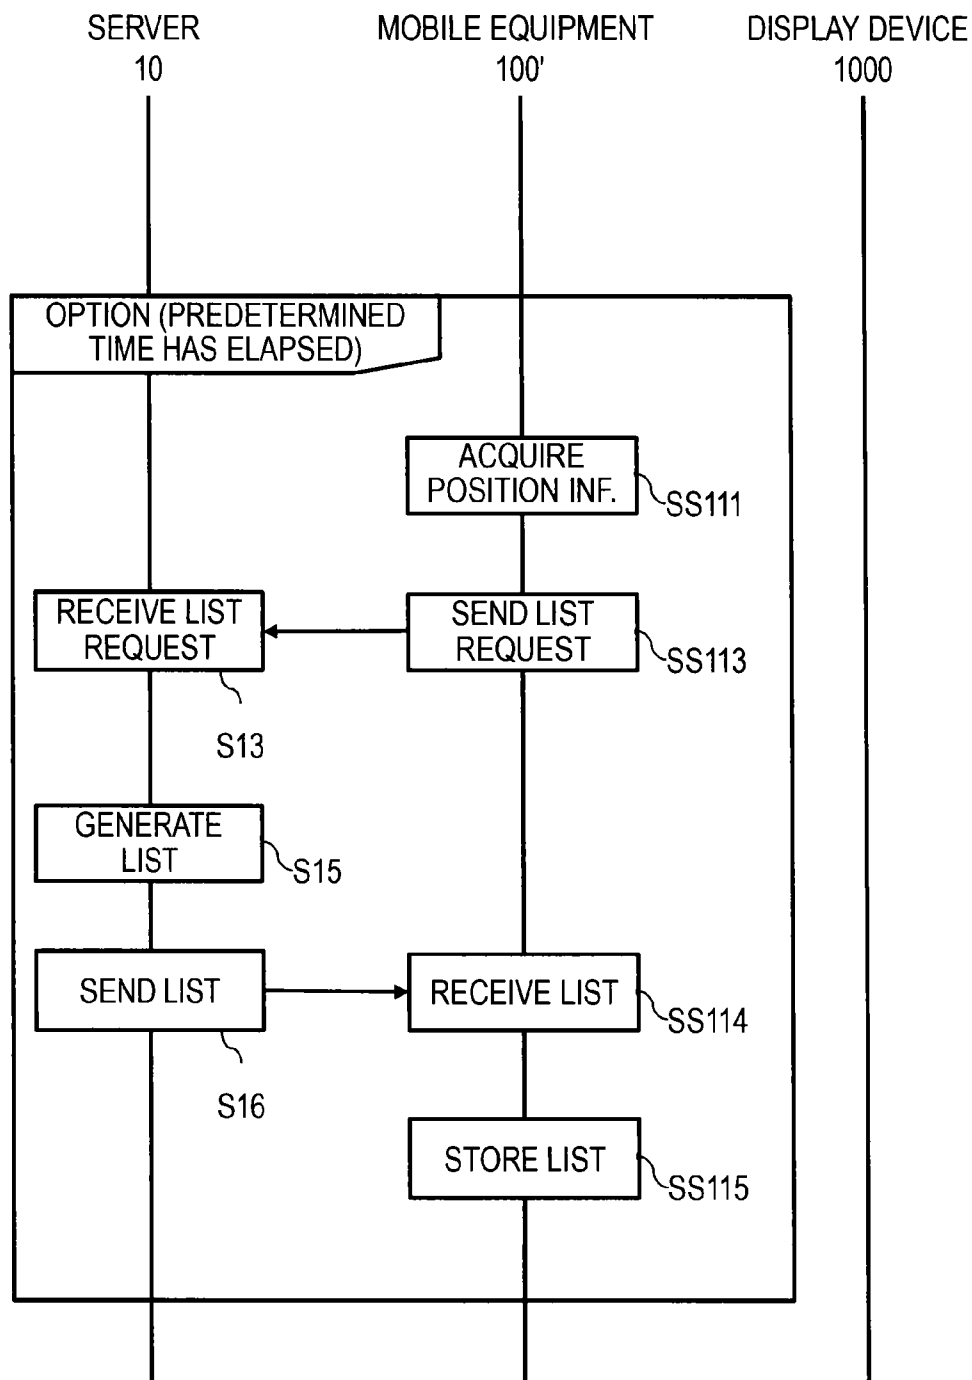 SERVER
10
MOBILE EQUIPMENT
100'
DISPLAY DEVICE
1000
OPTION (PREDETERMINED
TIME HAS ELAPSED)
ACQUIRE
POSITION INF.
SS111
RECEIVE LIST
REQUEST
S13
SEND LIST
REQUEST
SS113
GENERATE
LIST
S15
SEND LIST
S16
RECEIVE LIST
SS114
STORE LIST
SS115